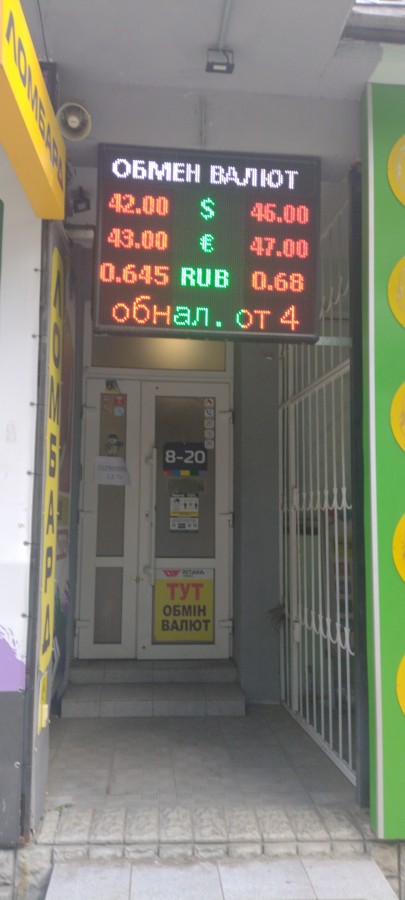 ЛОМБАРД
ОБМЕН ВАЛЮТ
42.00 $ 46.00
43.00 € 47.00
0.645 RUB 0.68
обнал. от 4
ЛОМБАРД
8-20
ТУТ
ОБМІН
ВАЛЮТ